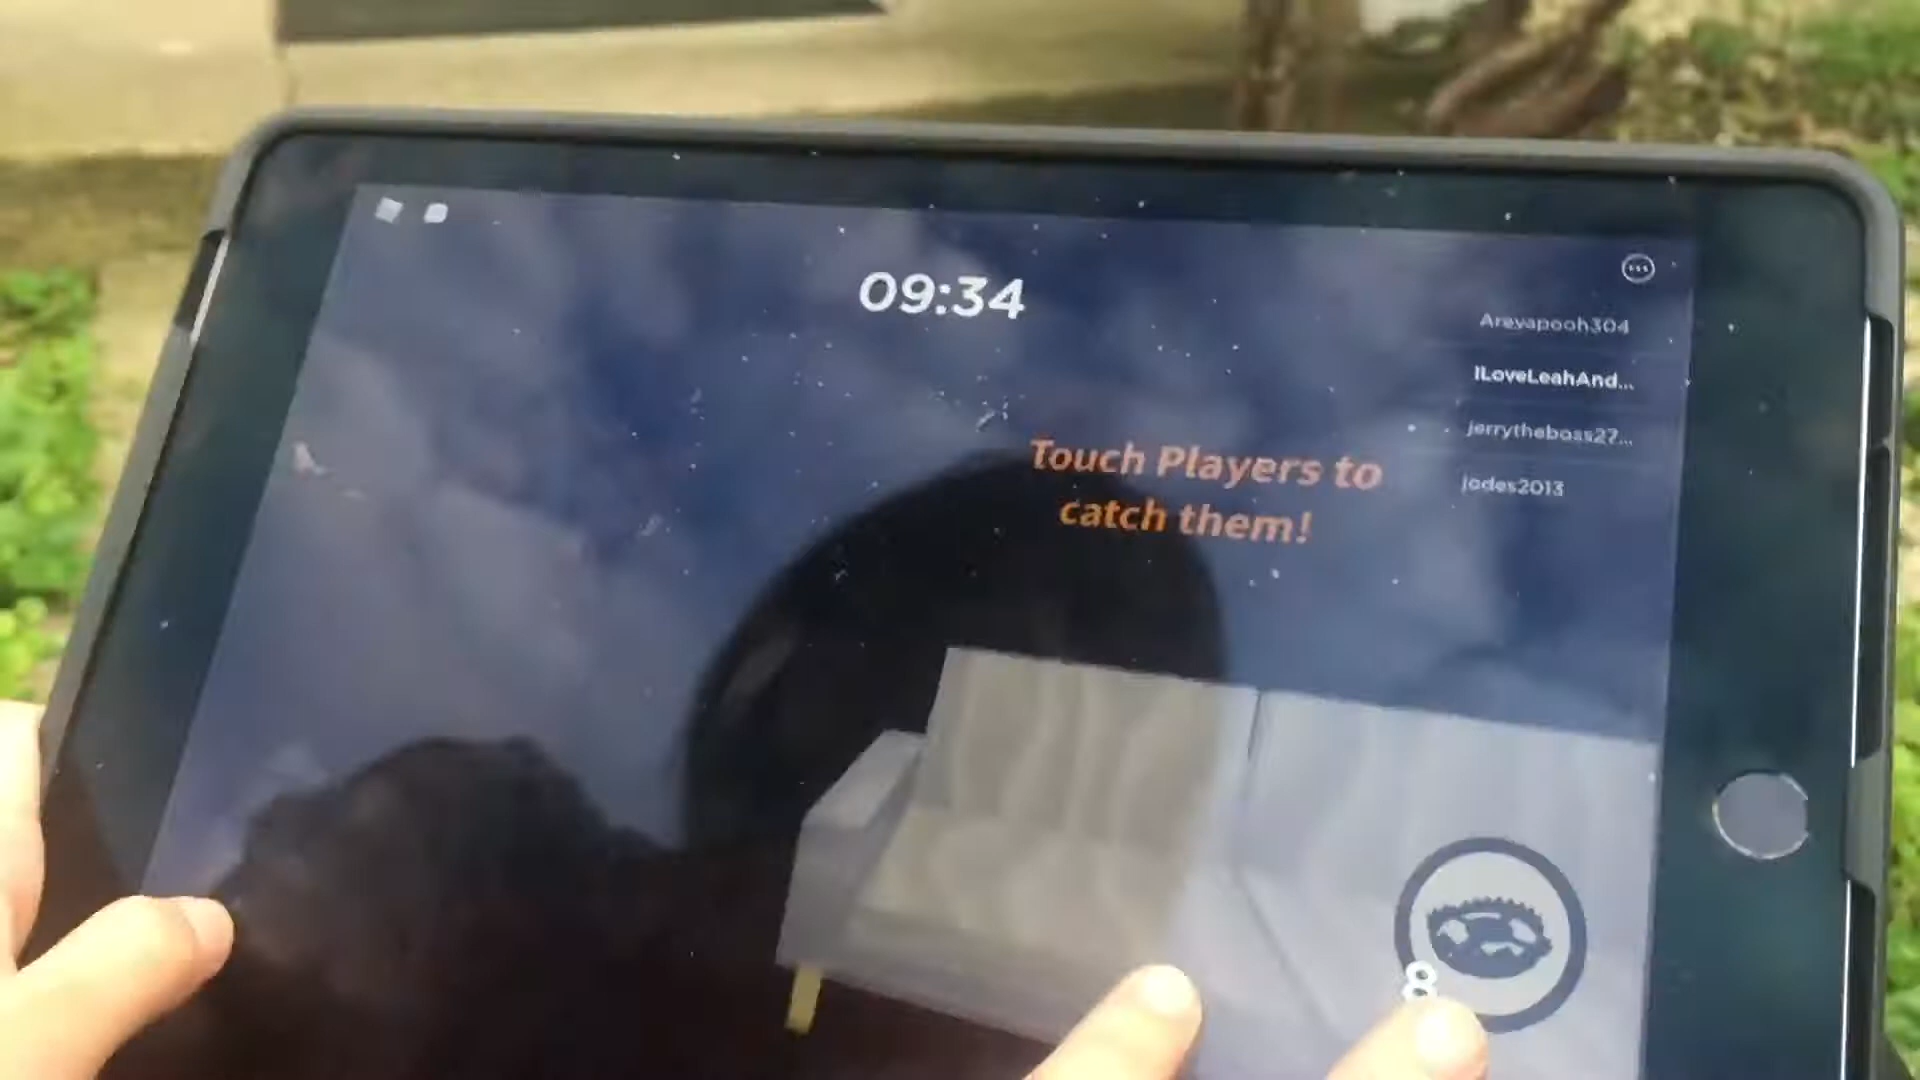 09:34
Arevapooh304
ILoveLeahAnd...
jerrytheboss27...
jodes2013
Touch Players to
catch them!
8